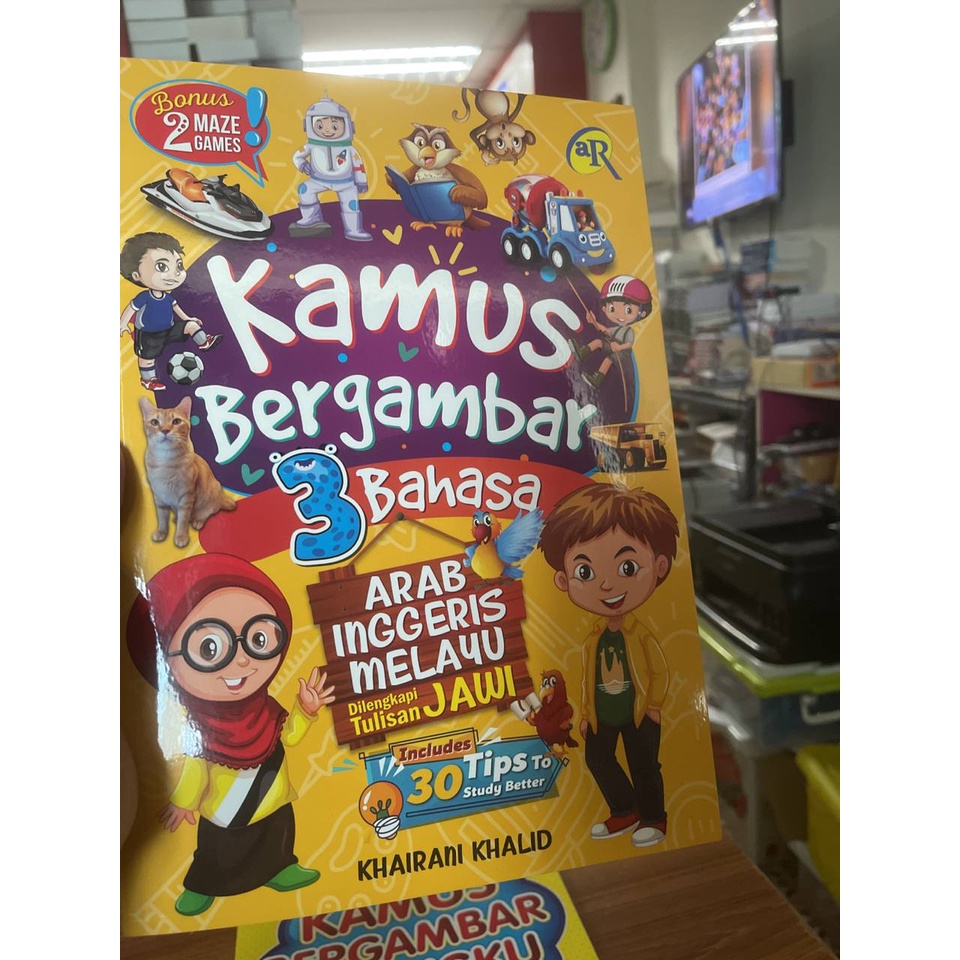 Bonus
2 MAZE
GAMES!
aR
Kamus
Bergambar
3 Bahasa
ARAB
INGGERIS
MELAYU
Dilengkapi
Tulisan JAWI
Includes
30 Tips To
Study Better
KHAIRANI KHALID
KAMUS
BERGAMBAR